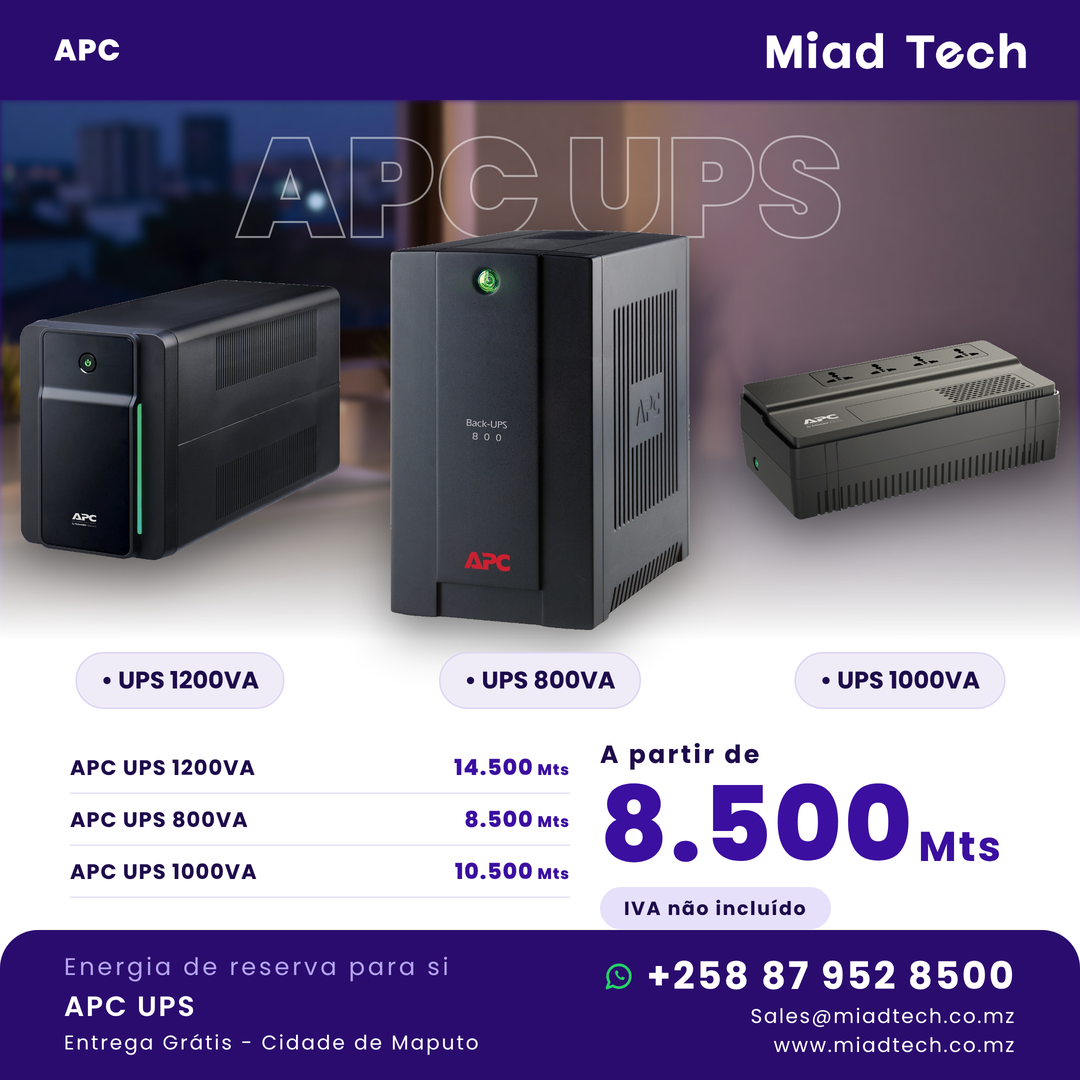 APC
Miad Tech
APC UPS
Back-UPS
800
APC
APC
APC
APC
• UPS 1200VA
• UPS 800VA
• UPS 1000VA
APC UPS 1200VA 14.500 Mts
APC UPS 800VA 8.500 Mts
APC UPS 1000VA 10.500 Mts
A partir de
8.500 Mts
IVA não incluído
Energia de reserva para si
APC UPS
Entrega Grátis - Cidade de Maputo
+258 87 952 8500
Sales@miadtech.co.mz
www.miadtech.co.mz